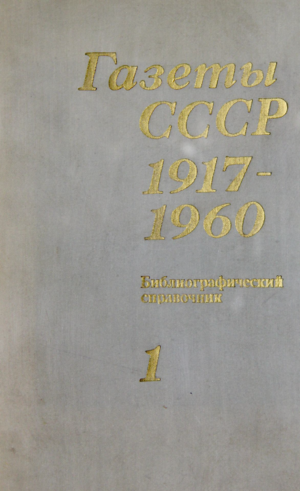 Газеты
СССР
1917-
1960
Библиографический
справочник
1